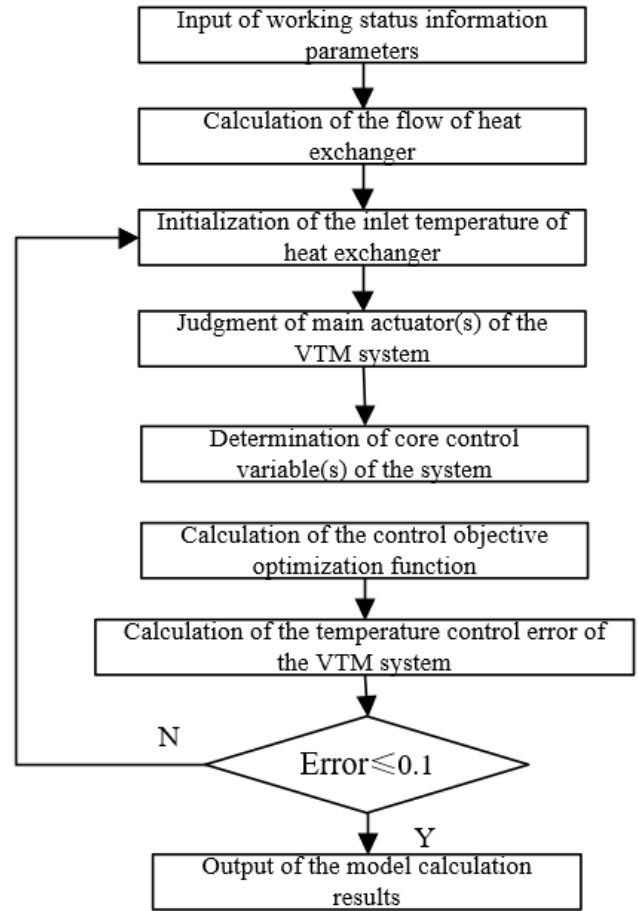 Input of working status information
parameters
Calculation of the flow of heat
exchanger
Initialization of the inlet temperature of
heat exchanger
Judgment of main actuator(s) of the
VTM system
Determination of core control
variable(s) of the system
Calculation of the control objective
optimization function
Calculation of the temperature control error of
the VTM system
N
Error≤0.1
Y
Output of the model calculation
results